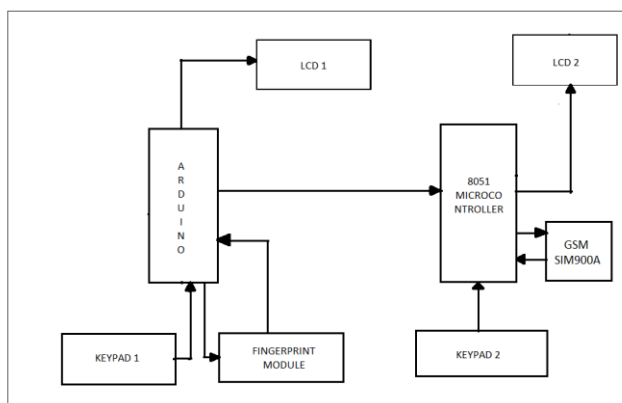 LCD 1
LCD 2
A
R
D
U
I
N
O
8051
MICROCO
NTROLLER
GSM
SIM900A
KEYPAD 1
FINGERPRINT
MODULE
KEYPAD 2